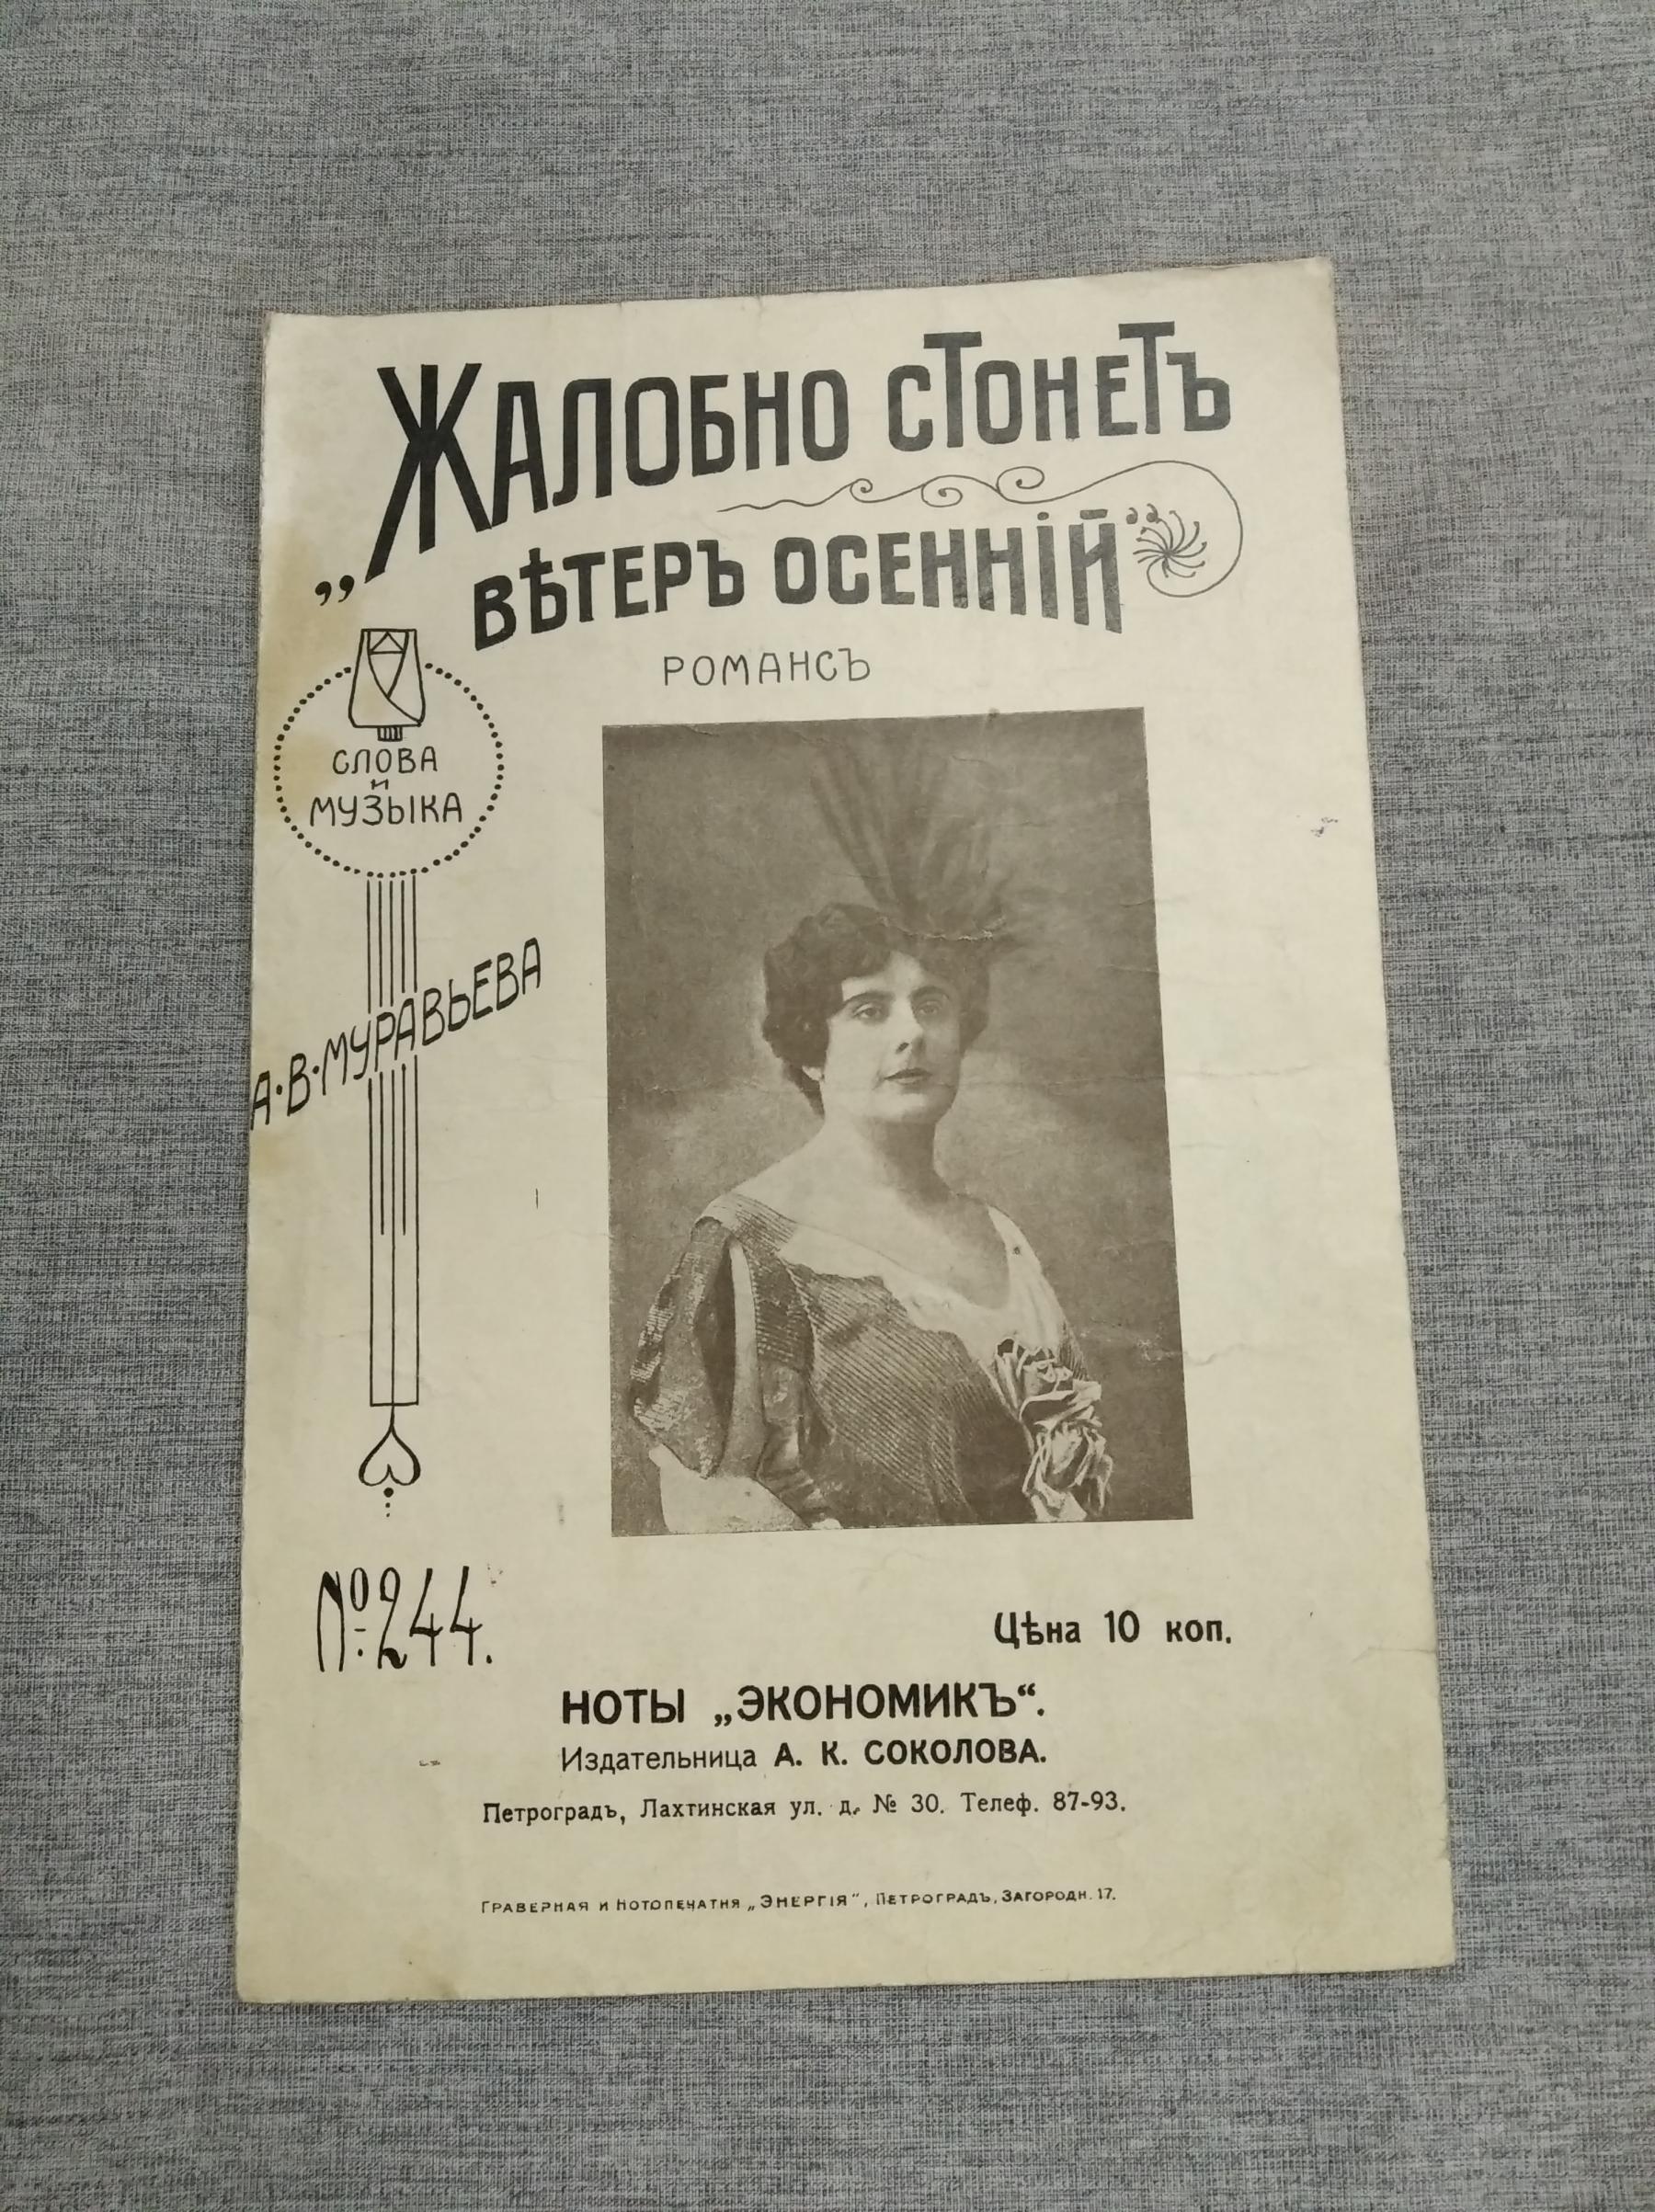 „ЖАЛОБНО СТОНЕТЪ
ВѢТЕРЪ ОСЕННІЙ”
РОМАНСЪ
СЛОВА
И
МУЗЫКА
А·В·МУРАВЬЕВА
№244.
Цѣна 10 коп.
НОТЫ „ЭКОНОМИКЪ“.
Издательница А. К. СОКОЛОВА.
Петроградъ, Лахтинская ул. д. № 30. Телеф. 87-93.
ГРАВЕРНАЯ И НОТОПЕЧАТНЯ „ЭНЕРГІЯ”, ПЕТРОГРАДЪ, ЗАГОРОДН. 17.